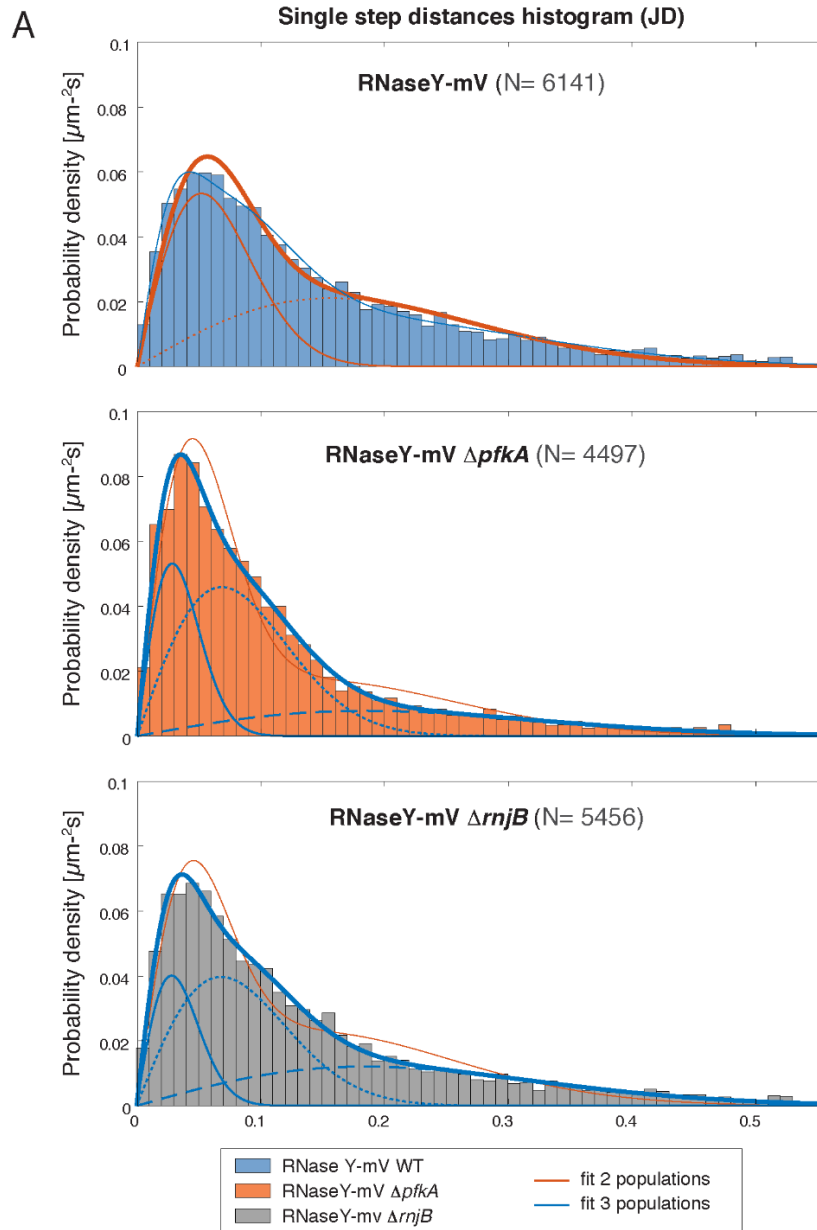 A
Single step distances histogram (JD)
RNaseY-mV (N= 6141)
Probability density [µm-²s]
0.1
0.08
0.06
0.04
0.02
0
RNaseY-mV ΔpfkA (N= 4497)
Probability density [µm-²s]
0.1
0.08
0.06
0.04
0.02
0
RNaseY-mV ΔrnjB (N= 5456)
Probability density [µm-²s]
0.1
0.08
0.06
0.04
0.02
0
0 0.1 0.2 0.3 0.4 0.5
RNase Y-mV WT
RNaseY-mV ΔpfkA
RNaseY-mv ΔrnjB
fit 2 populations
fit 3 populations